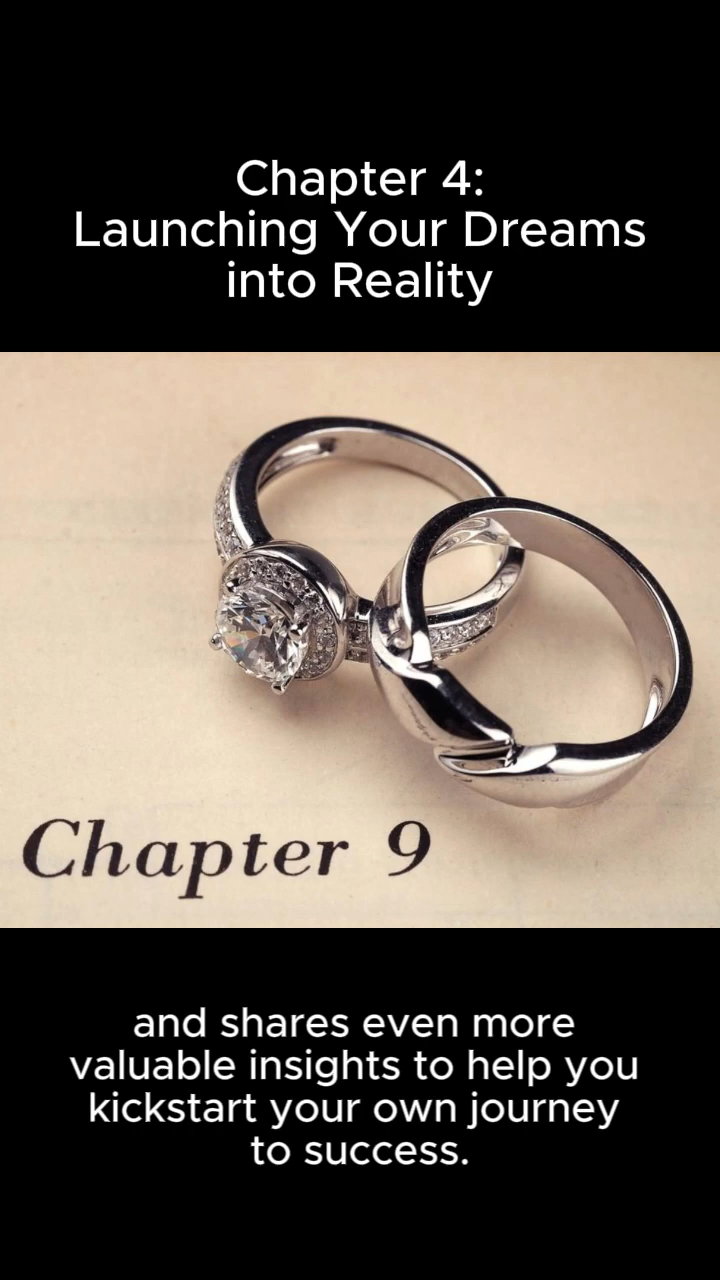 Chapter 4:
Launching Your Dreams
into Reality
Chapter 9
and shares even more
valuable insights to help you
kickstart your own journey
to success.